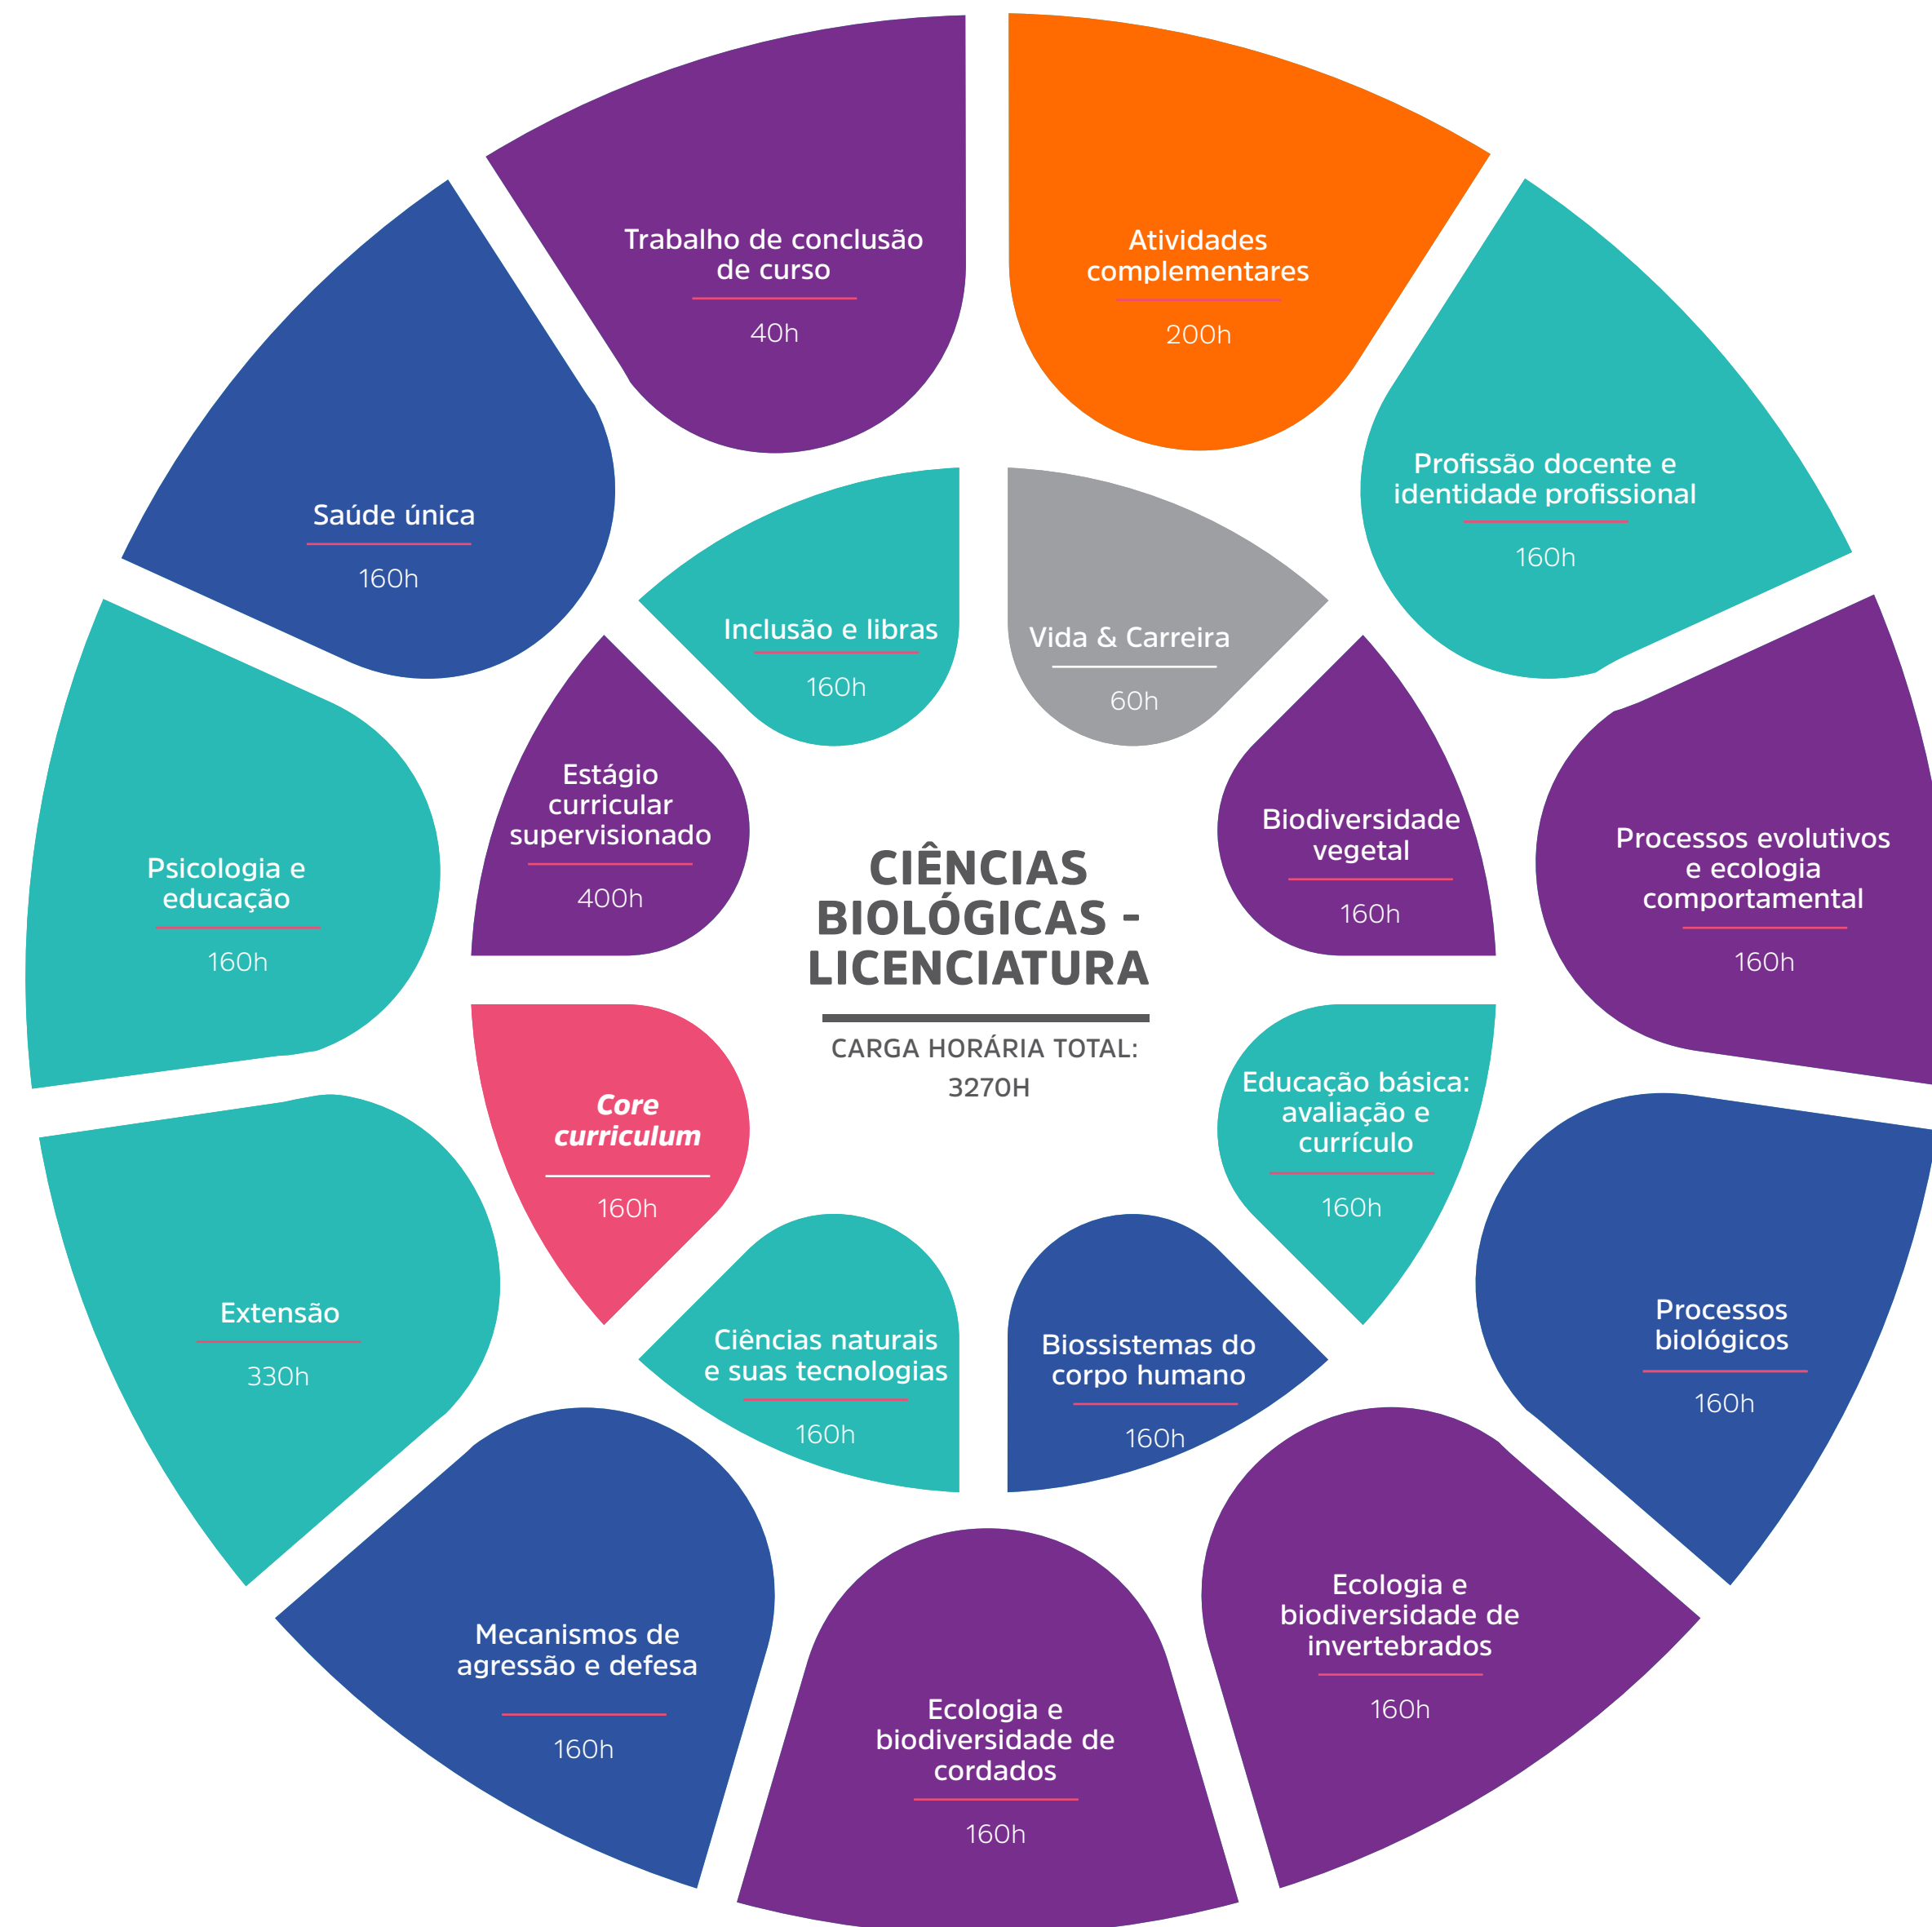 Trabalho de conclusão
de curso
40h
Atividades
complementares
200h
Profissão docente e
identidade profissional
160h
Saúde única
160h
Inclusão e libras
160h
Vida & Carreira
60h
Estágio
curricular
supervisionado
400h
Biodiversidade
vegetal
160h
Processos evolutivos
e ecologia
comportamental
160h
Psicologia e
educação
160h
CIÊNCIAS
BIOLÓGICAS -
LICENCIATURA
CARGA HORÁRIA TOTAL:
3270H
Core
curriculum
160h
Educação básica:
avaliação e
currículo
160h
Extensão
330h
Ciências naturais
e suas tecnologias
160h
Biossistemas do
corpo humano
160h
Processos
biológicos
160h
Mecanismos de
agressão e defesa
160h
Ecologia e
biodiversidade de
cordados
160h
Ecologia e
biodiversidade de
invertebrados
160h